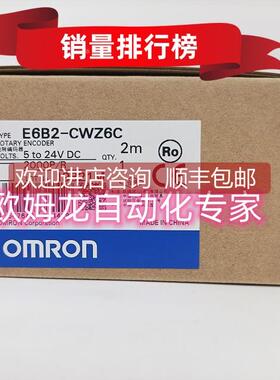 销量排行榜
TYPE E6B2-CWZ6C
ROTARY ENCODER
VOLTS. 5 to 24V DC 2m
2000P/R QTY. 1
Ro
欢迎进店咨询 顺丰包邮
欧姆龙自动化专家
OMRON Corporation
MADE IN CHINA
OMRON